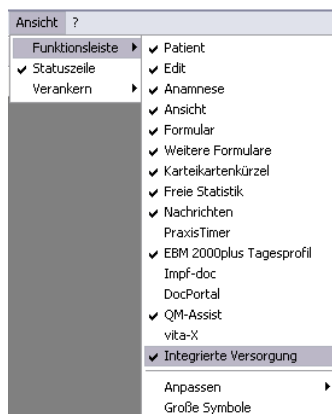 Ansicht ?
Funktionsleiste
Statuszeile
Verankern
Patient
Edit
Anamnese
Ansicht
Formular
Weitere Formulare
Karteikartenkürzel
Freie Statistik
Nachrichten
PraxisTimer
EBM 2000plus Tagesprofil
Impf-doc
DocPortal
QM-Assist
vita-X
Integrierte Versorgung
Anpassen
Große Symbole